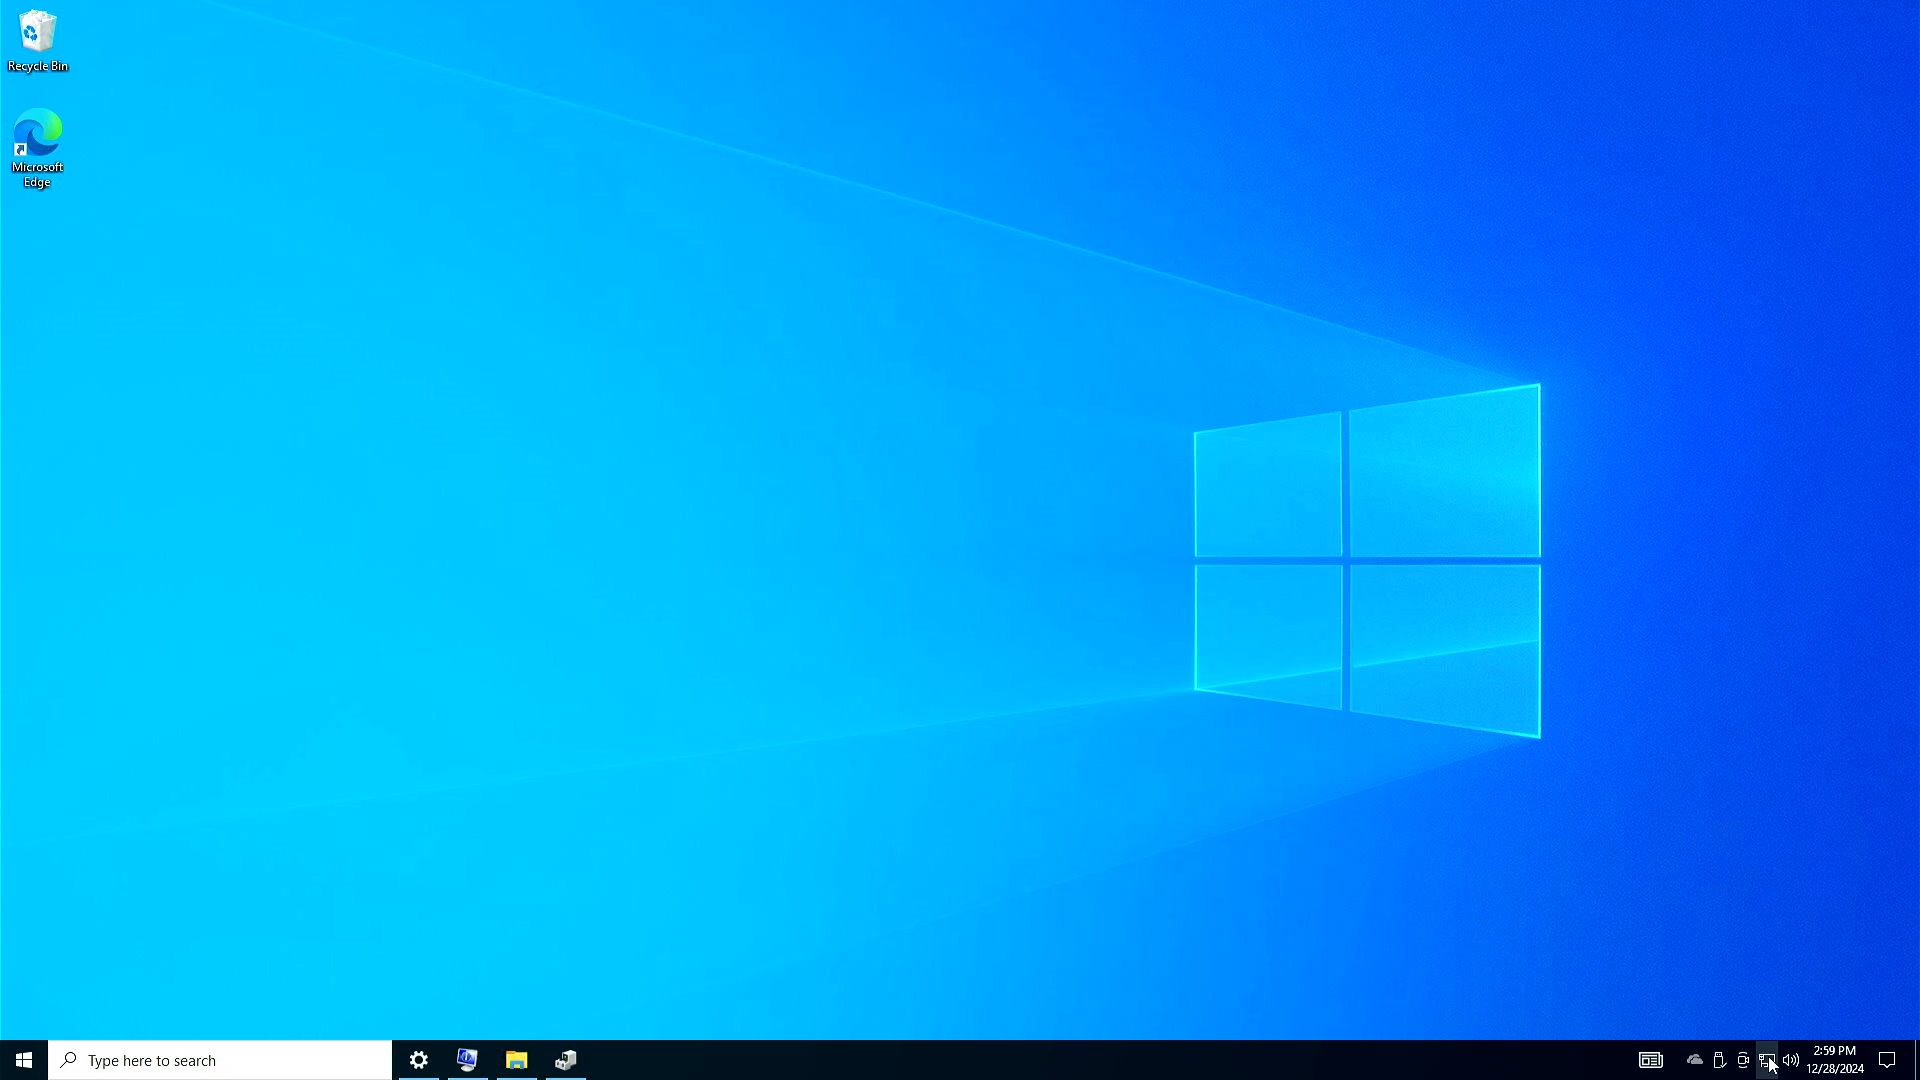 Recycle Bin
Microsoft
Edge
Type here to search
2:59 PM
12/28/2024